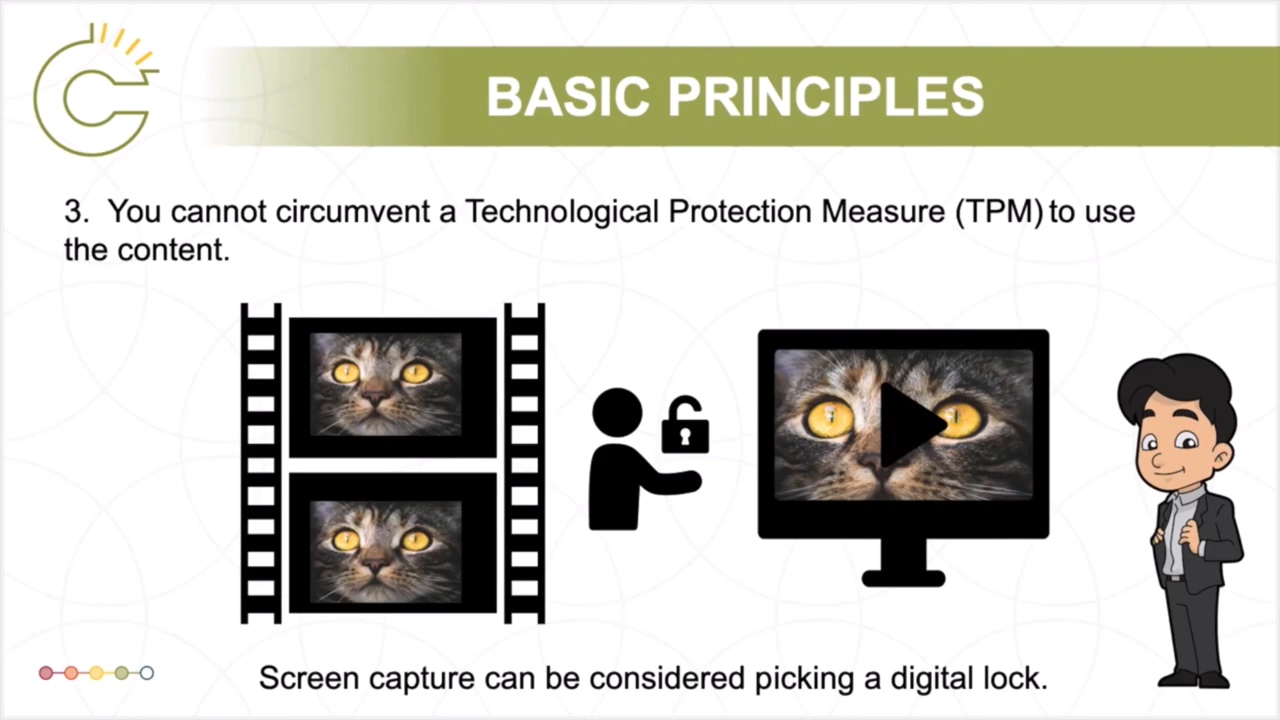 BASIC PRINCIPLES
3. You cannot circumvent a Technological Protection Measure (TPM) to use
the content.
Screen capture can be considered picking a digital lock.